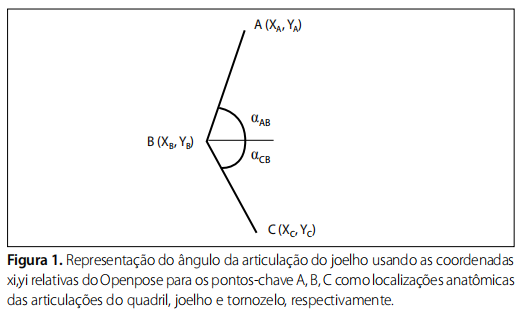 A (XA, YA)
αAB
B (XB, YB)
αCB
C (XC, YC)
Figura 1. Representação do ângulo da articulação do joelho usando as coordenadas
xi,yi relativas do Openpose para os pontos-chave A, B, C como localizações anatômicas
das articulações do quadril, joelho e tornozelo, respectivamente.